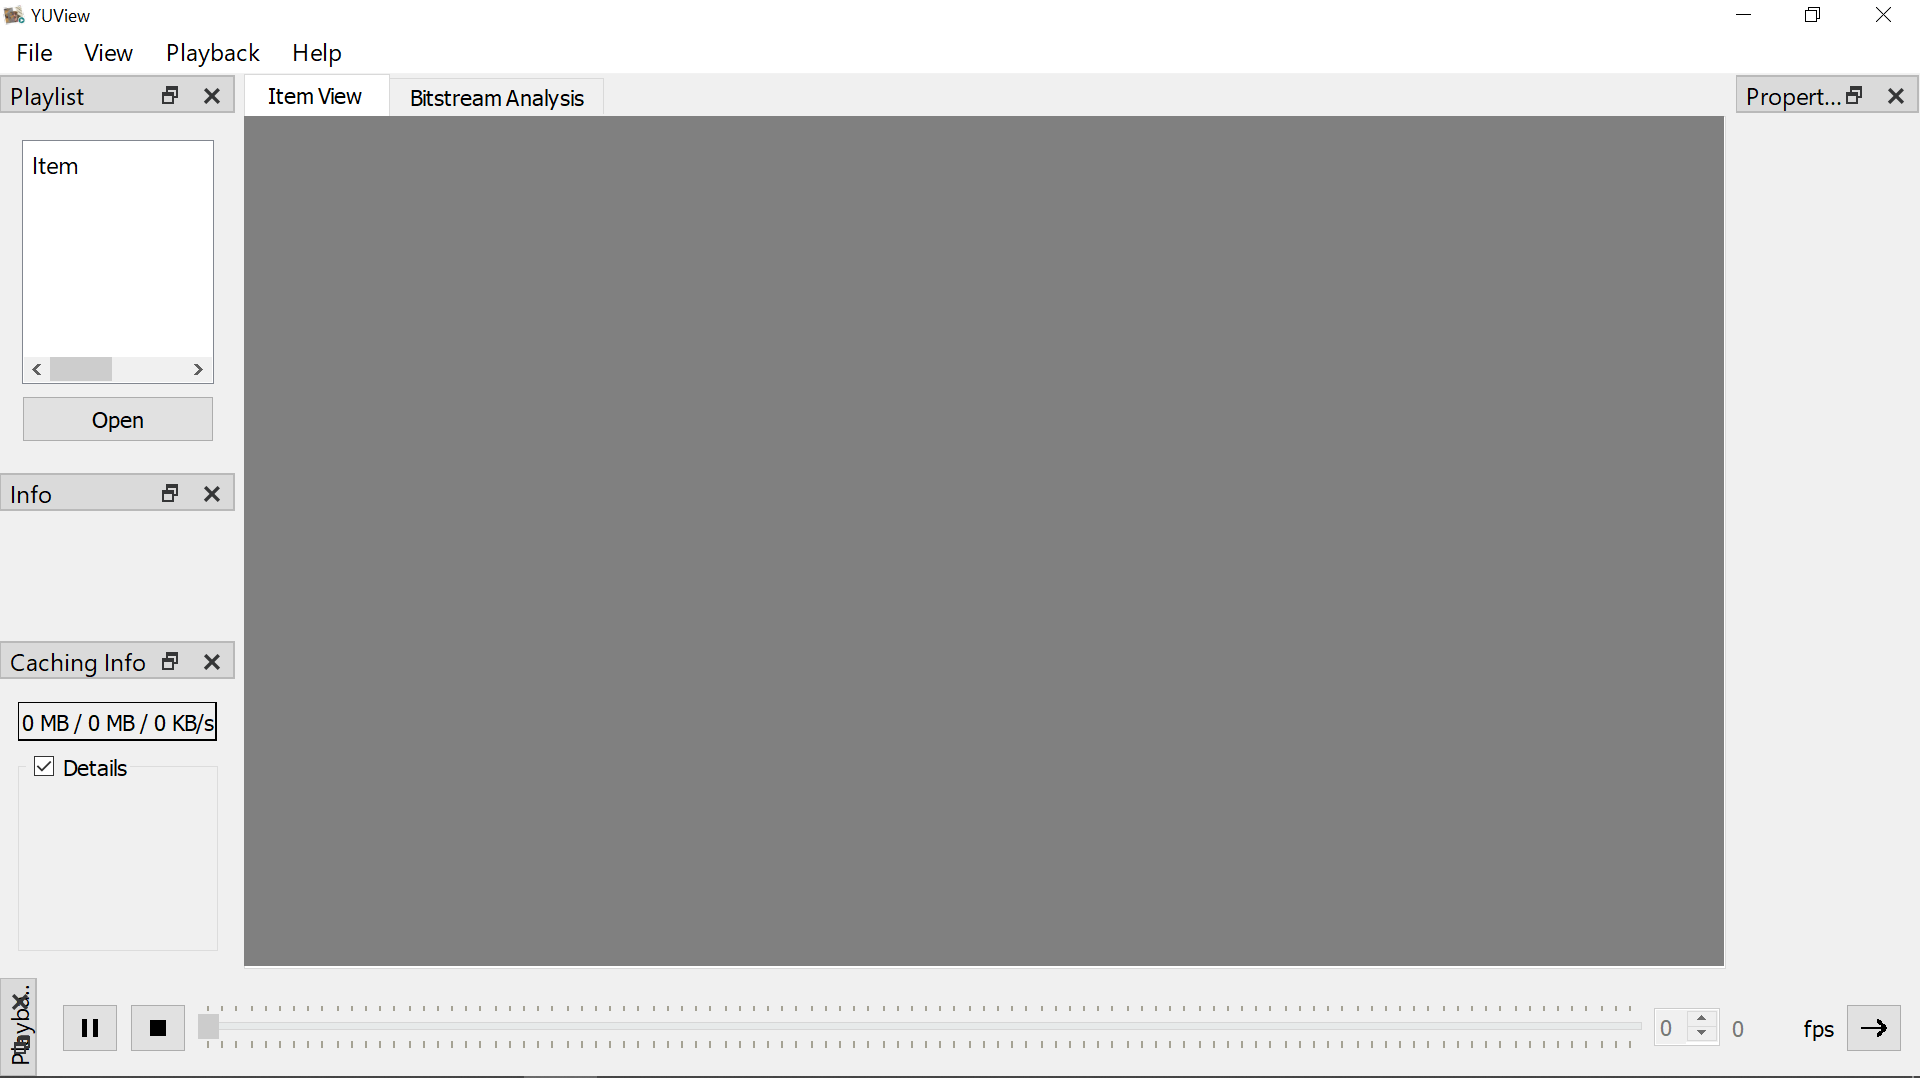 YUView
File View Playback Help
Playlist
Item View Bitstream Analysis
Propert...
Item
Open
Info
Caching Info
0 MB / 0 MB / 0 KB/s
Details
Playba...
0 0 fps